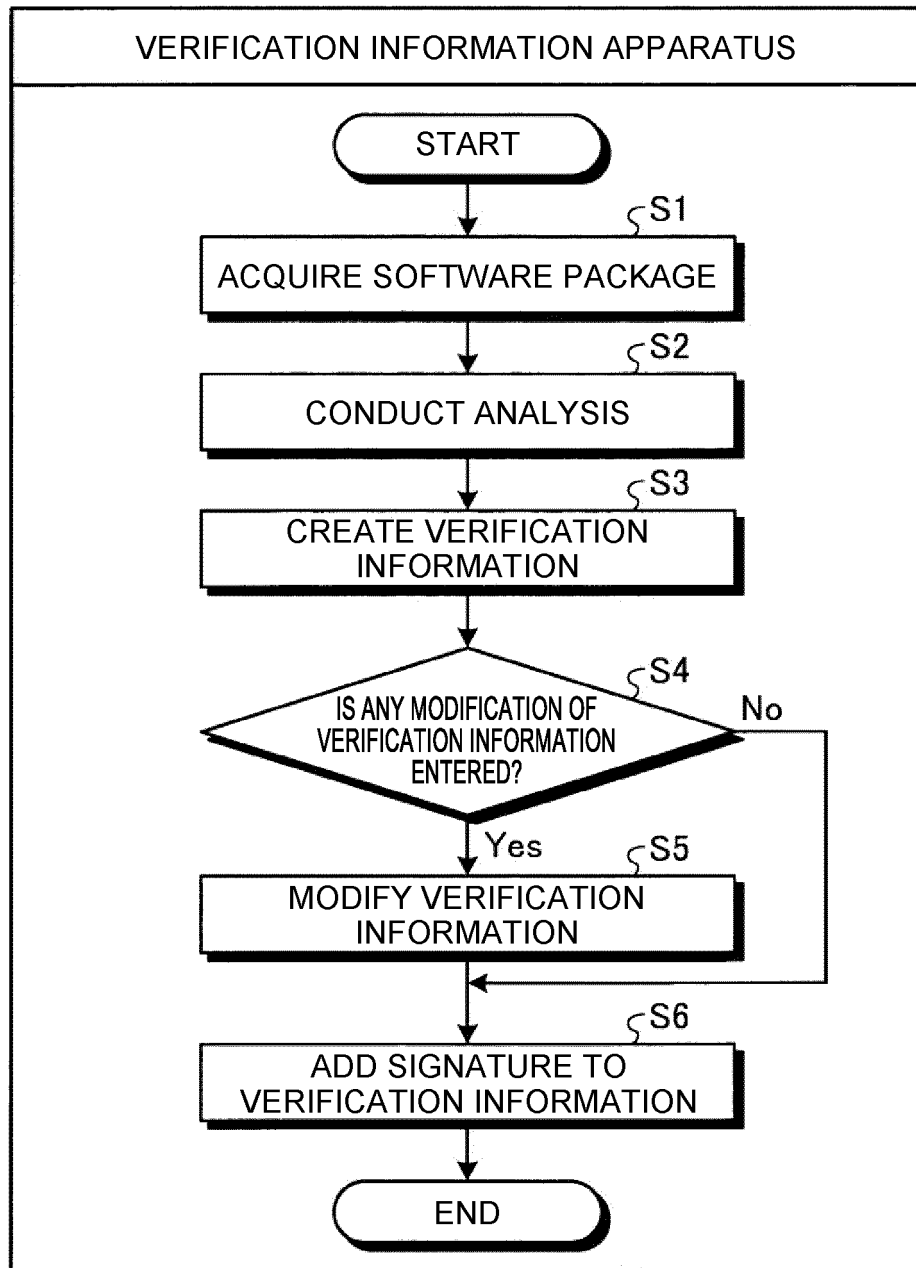 VERIFICATION INFORMATION APPARATUS
START
S1
ACQUIRE SOFTWARE PACKAGE
S2
CONDUCT ANALYSIS
S3
CREATE VERIFICATION
INFORMATION
S4
IS ANY MODIFICATION OF
VERIFICATION INFORMATION
ENTERED?
No
Yes
S5
MODIFY VERIFICATION
INFORMATION
S6
ADD SIGNATURE TO
VERIFICATION INFORMATION
END